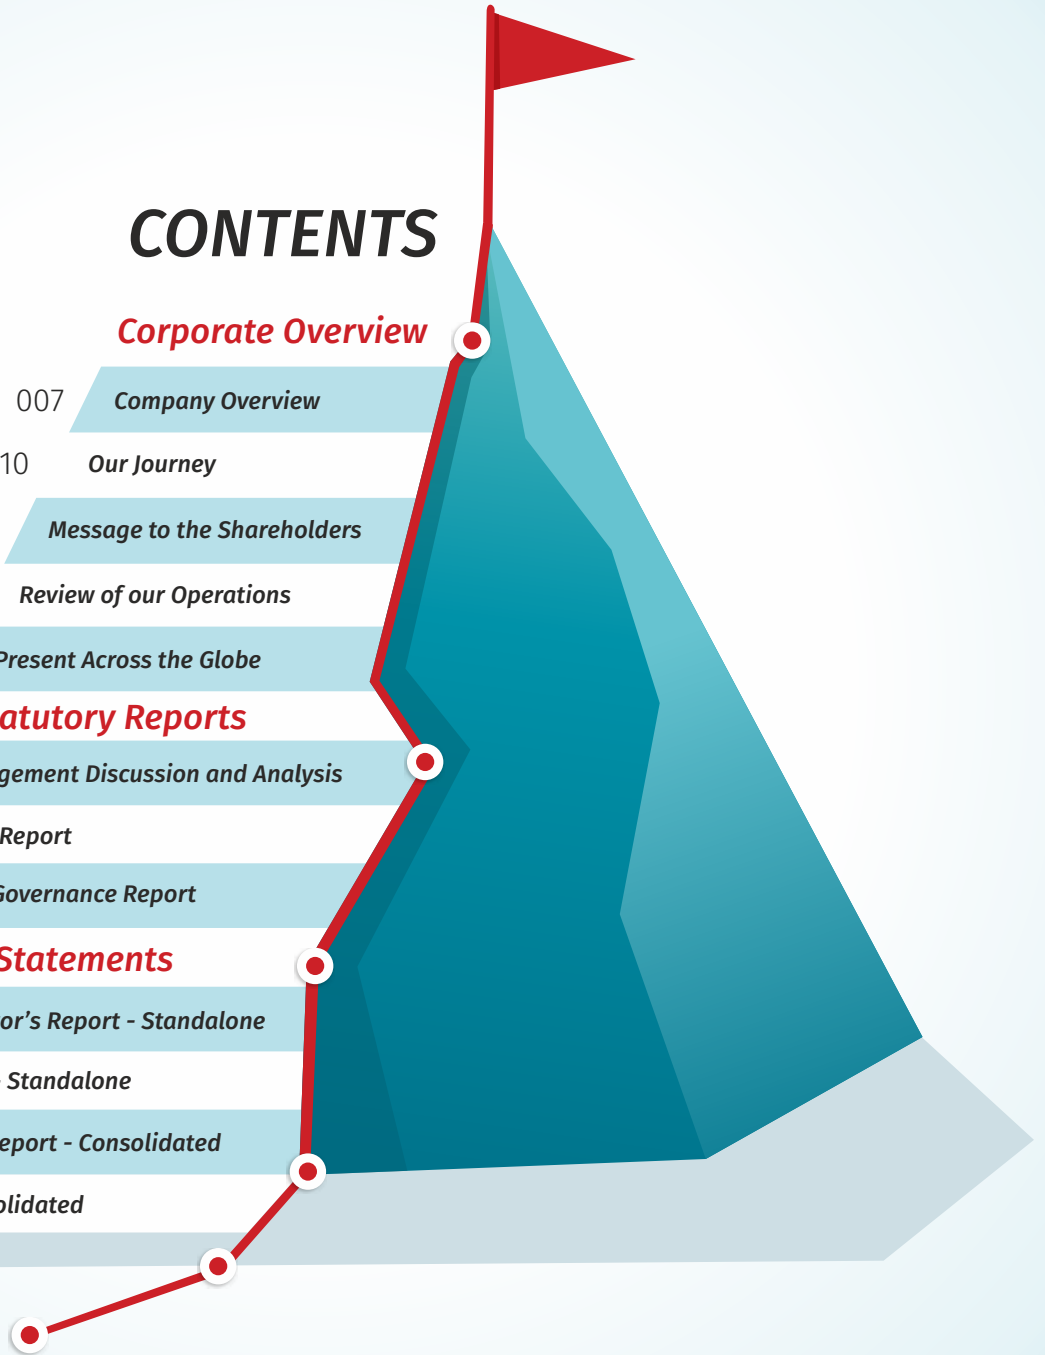 CONTENTS
Corporate Overview
007 Company Overview
10 Our Journey
Message to the Shareholders
Review of our Operations
Present Across the Globe
atutory Reports
gement Discussion and Analysis
Report
Governance Report
Statements
or’s Report - Standalone
- Standalone
eport - Consolidated
olidated